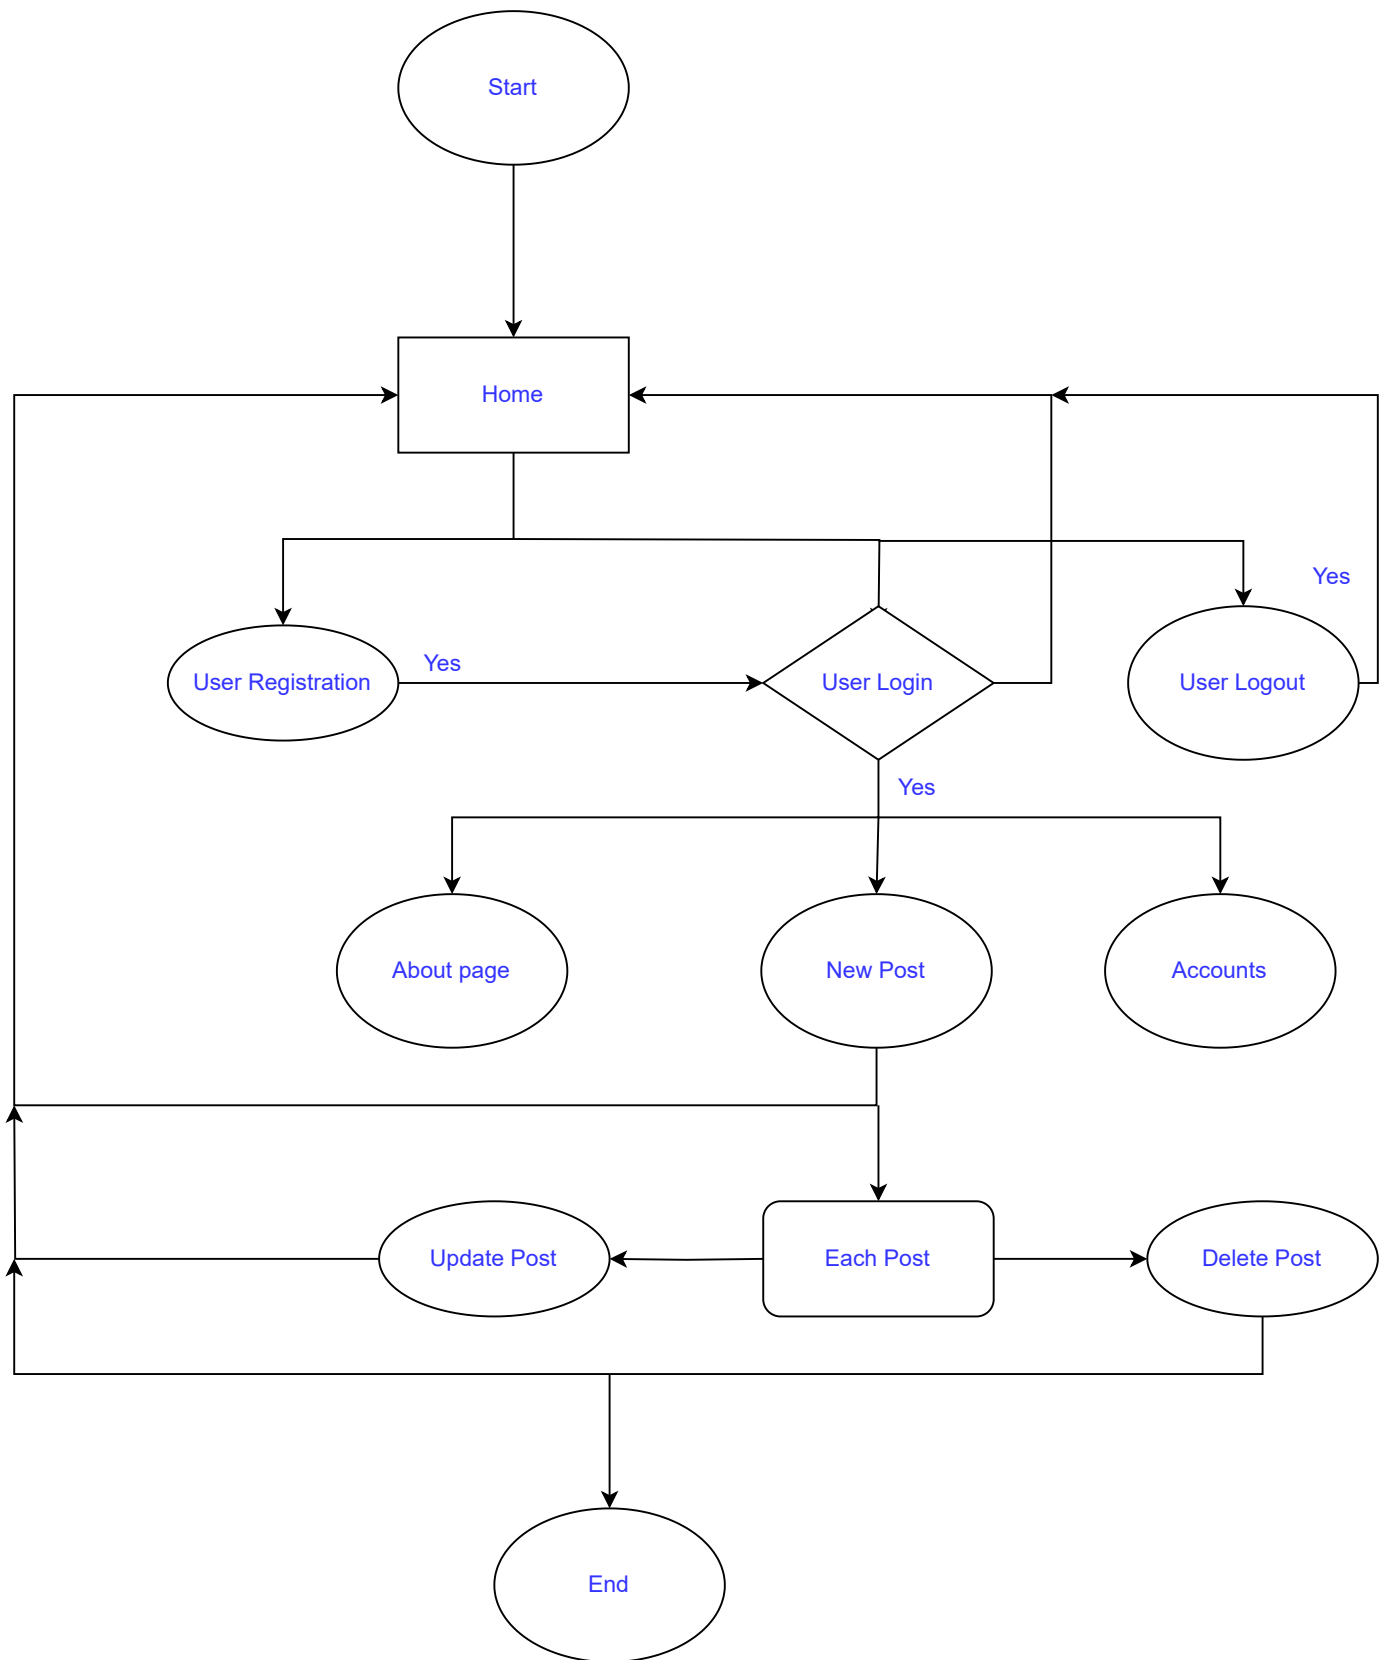 Start
Home
Yes
User Registration
Yes
User Login
User Logout
Yes
About page
New Post
Accounts
Update Post
Each Post
Delete Post
End